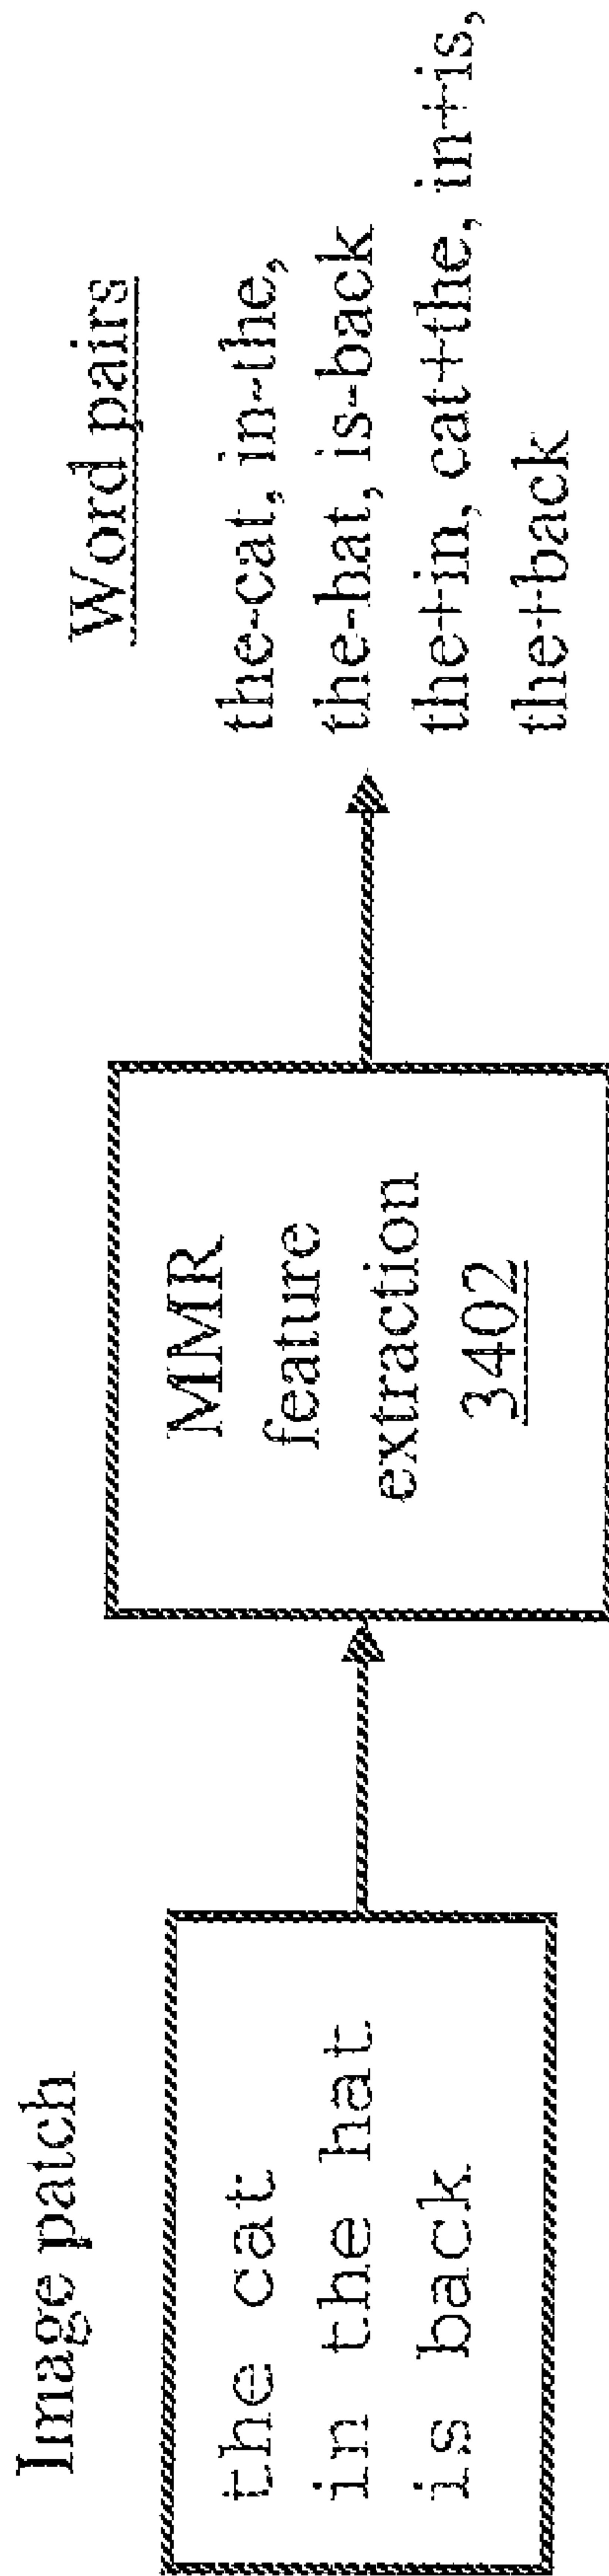 Image patch
the cat
in the hat
is back
MMR
feature
extraction
3402
Word pairs
the-cat, in-the,
the-hat, is-back
the+in, cat+the, in+is,
the+back